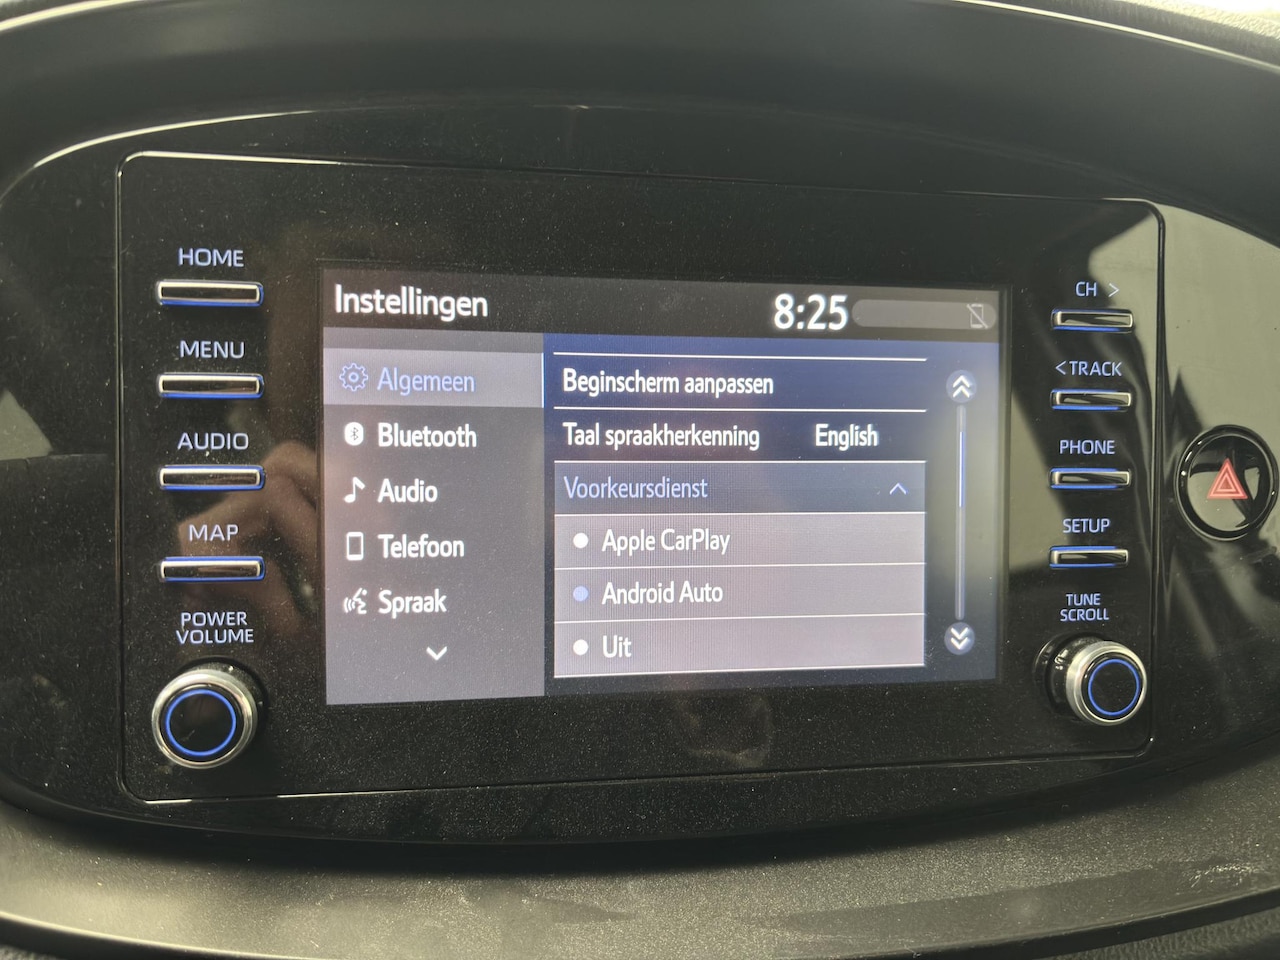 HOME
MENU
AUDIO
MAP
POWER
VOLUME
Instellingen
8:25
Algemeen
Bluetooth
Audio
Telefoon
Spraak
Beginscherm aanpassen
Taal spraakherkenning English
Voorkeursdienst
Apple CarPlay
Android Auto
Uit
CH >
<TRACK
PHONE
SETUP
TUNE
SCROLL